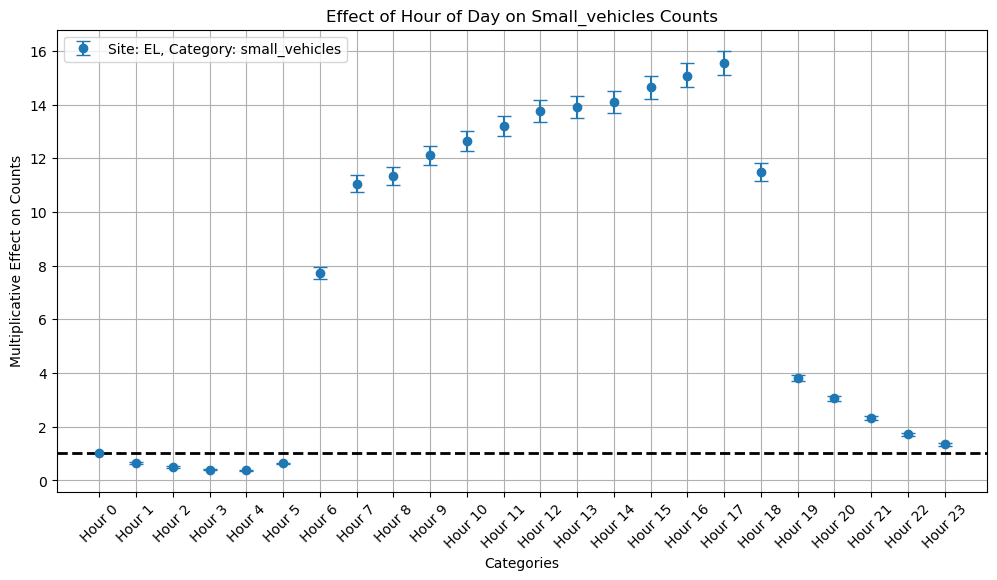 Effect of Hour of Day on Small_vehicles Counts
Site: EL, Category: small_vehicles
Multiplicative Effect on Counts
16
14
12
10
8
6
4
2
0
Hour 0
Hour 1
Hour 2
Hour 3
Hour 4
Hour 5
Hour 6
Hour 7
Hour 8
Hour 9
Hour 10
Hour 11
Hour 12
Hour 13
Hour 14
Hour 15
Hour 16
Hour 17
Hour 18
Hour 19
Hour 20
Hour 21
Hour 22
Hour 23
Categories